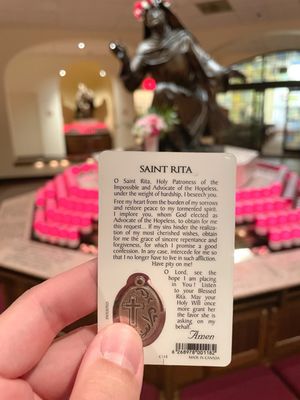 SAINT RITA
O Saint Rita, Holy Patroness of the
Impossible and Advocate of the Hopeless,
under the weight of hardship, I beseech you.
Free my heart from the burden of my sorrows
and restore peace to my tormented spirit.
I implore you, whom God elected as
Advocate of the Hopeless, to obtain for me
this request... If my sins hinder the realization
of my most cherished wishes, obtain
for me the grace of sincere repentance and
forgiveness, for which I promise a good
confession. In any case, intercede for me so
that I no longer have to live in such desolation.
Have pity on me!
O Lord, see the
hope I am placing
in You! Listen to
your Blessed
Rita. May your
Holy Will once
more grant her
the favor she is
asking on my
behalf.
Amen
6 268978 001182
MADE IN CANADA